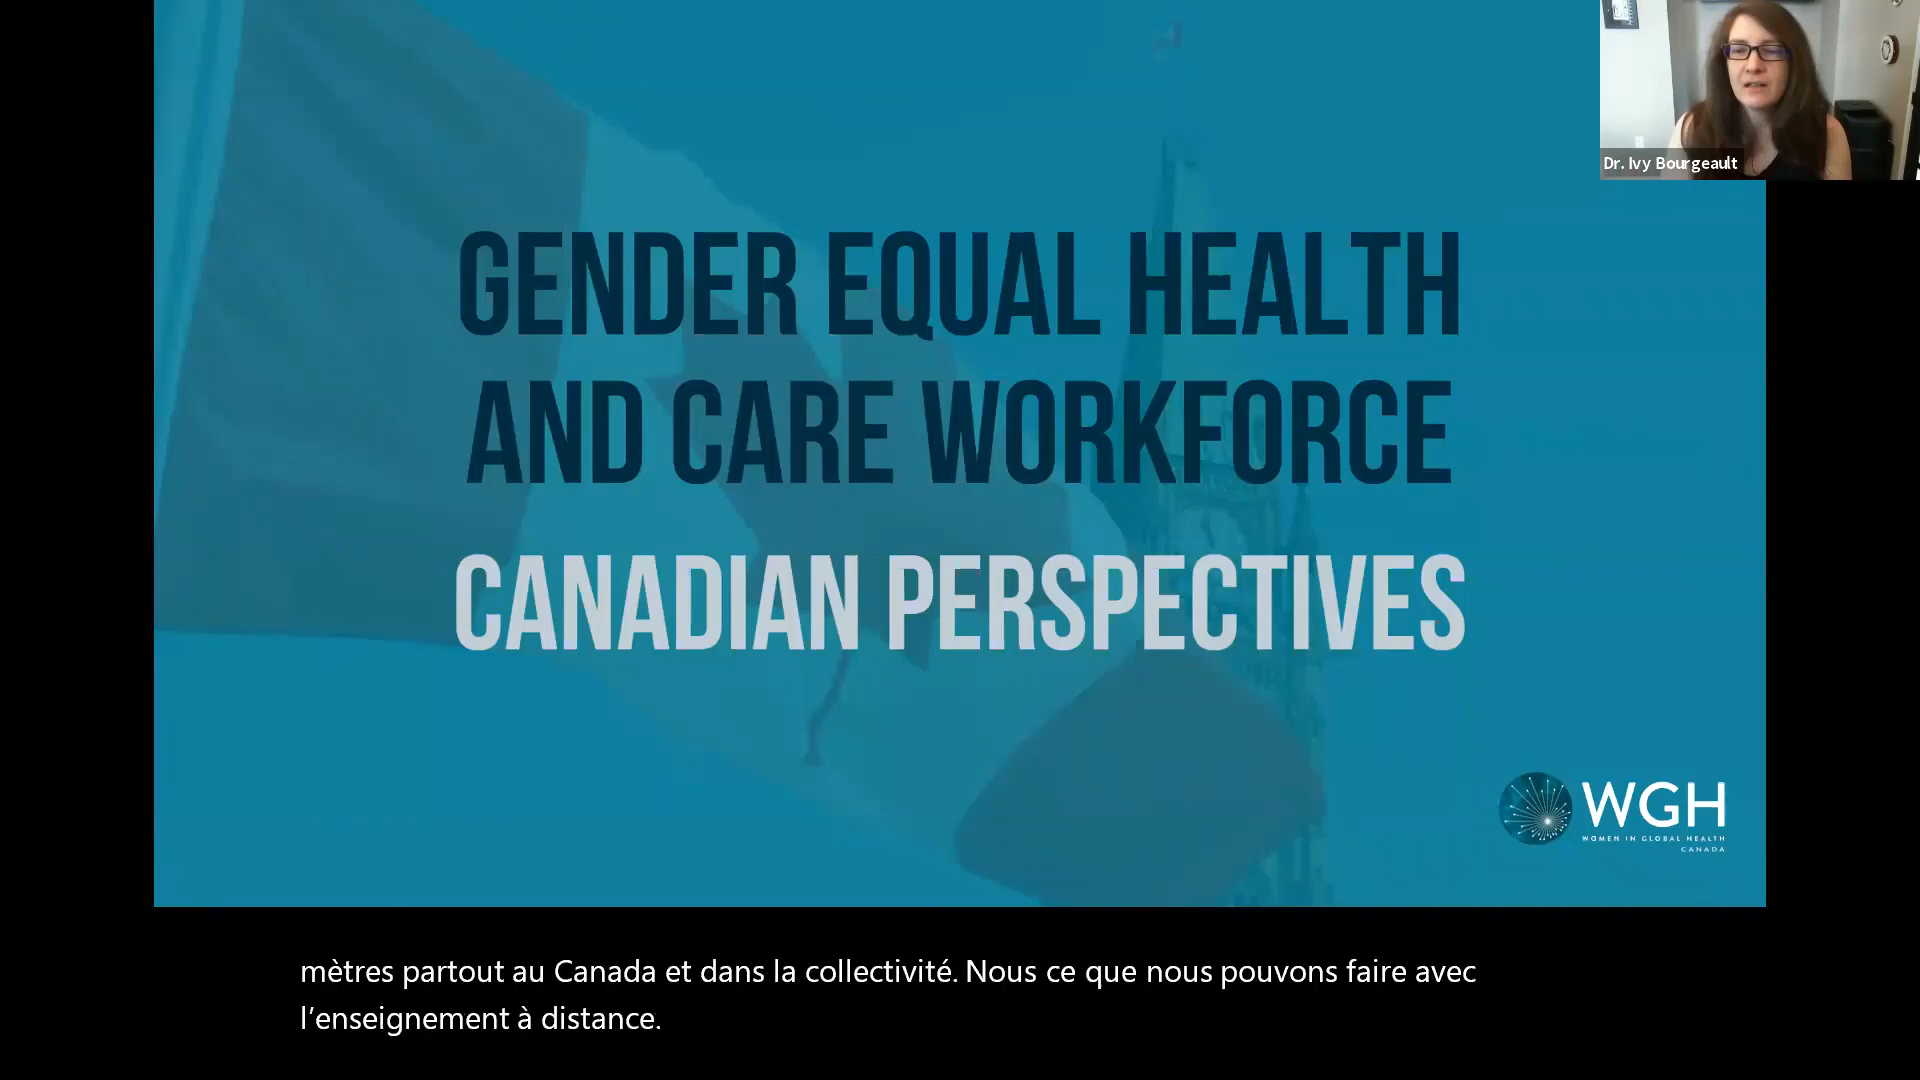 Dr. Ivy Bourgeault
GENDER EQUAL HEALTH
AND CARE WORKFORCE
CANADIAN PERSPECTIVES
WGH
WOMEN IN GLOBAL HEALTH
CANADA
mètres partout au Canada et dans la collectivité. Nous ce que nous pouvons faire avec
l’enseignement à distance.